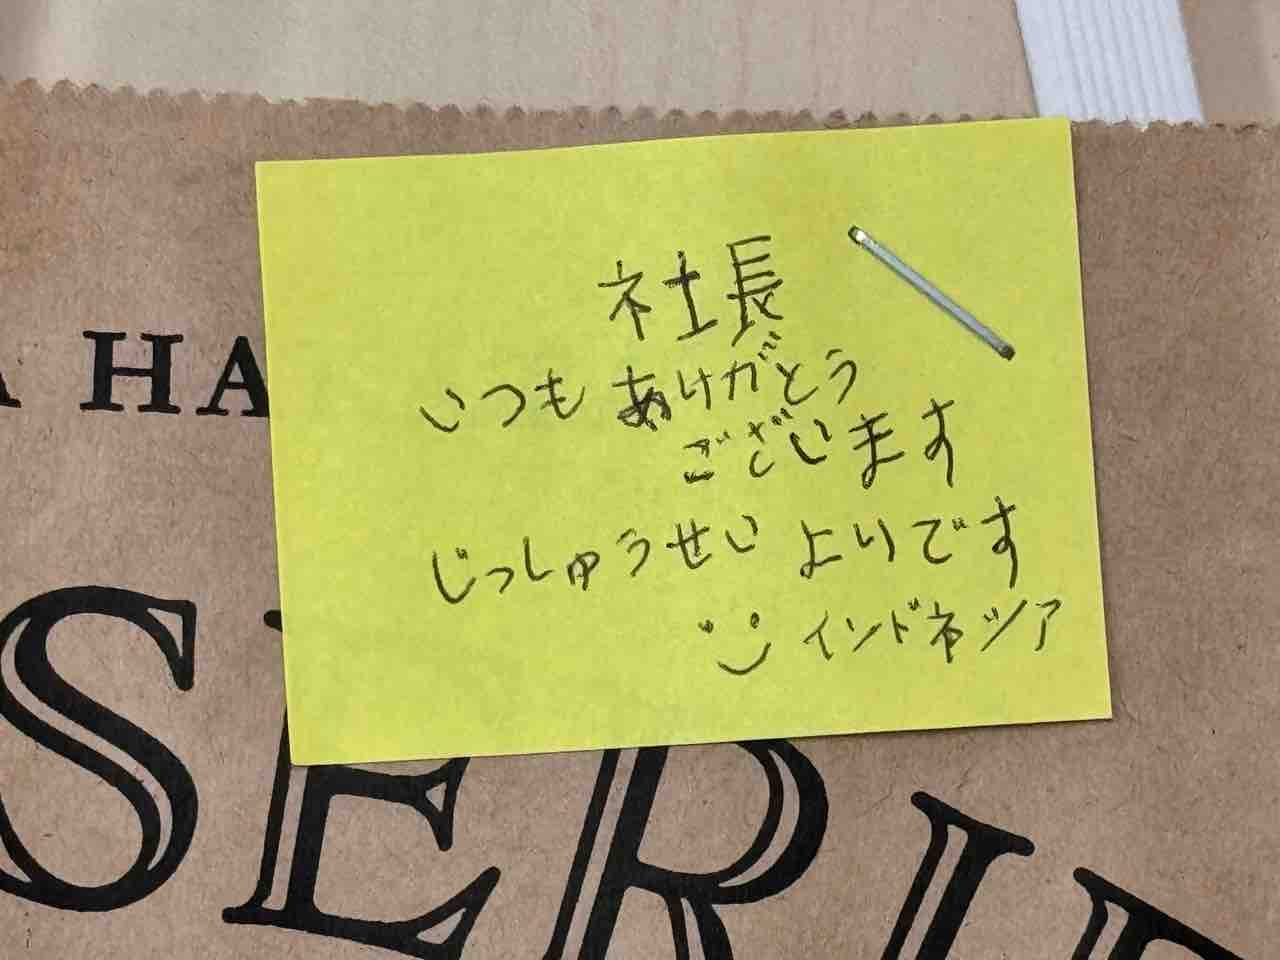 社長
いつも ありがとう
ございます
じっしゅうせい よりです
インドネシア
HA
SERIE